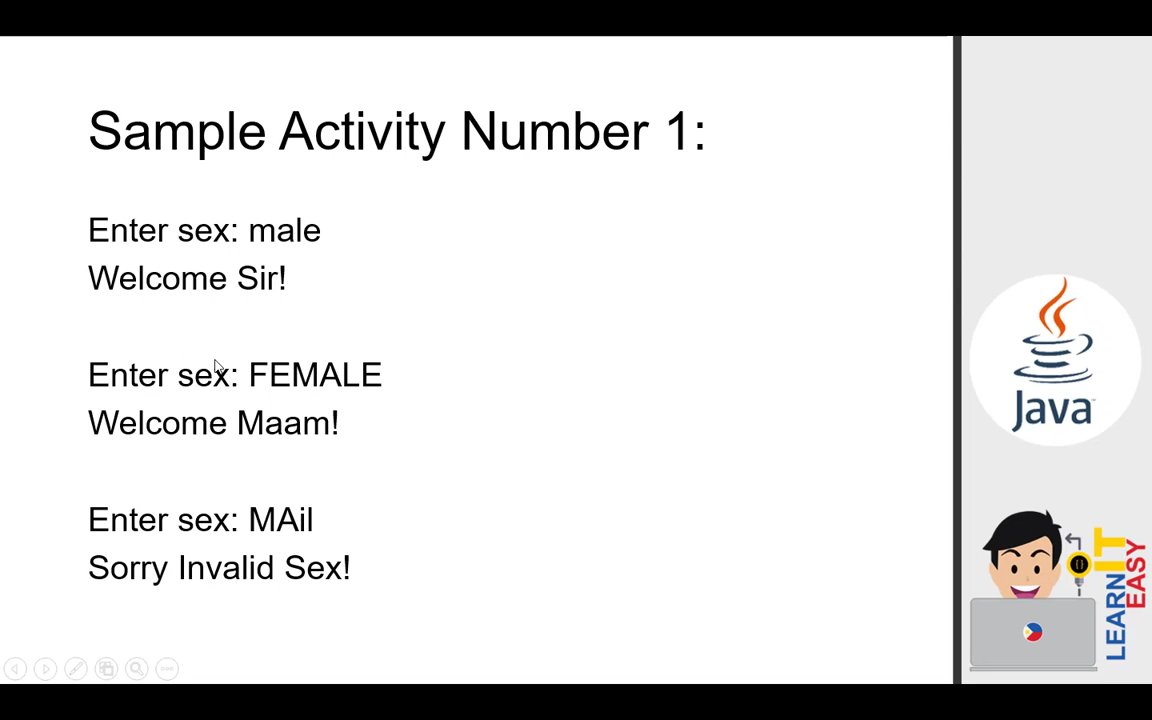 Sample Activity Number 1:
Enter sex: male
Welcome Sir!
Enter sex: FEMALE
Welcome Maam!
Enter sex: MAil
Sorry Invalid Sex!
Java™
LEARN IT
EASY